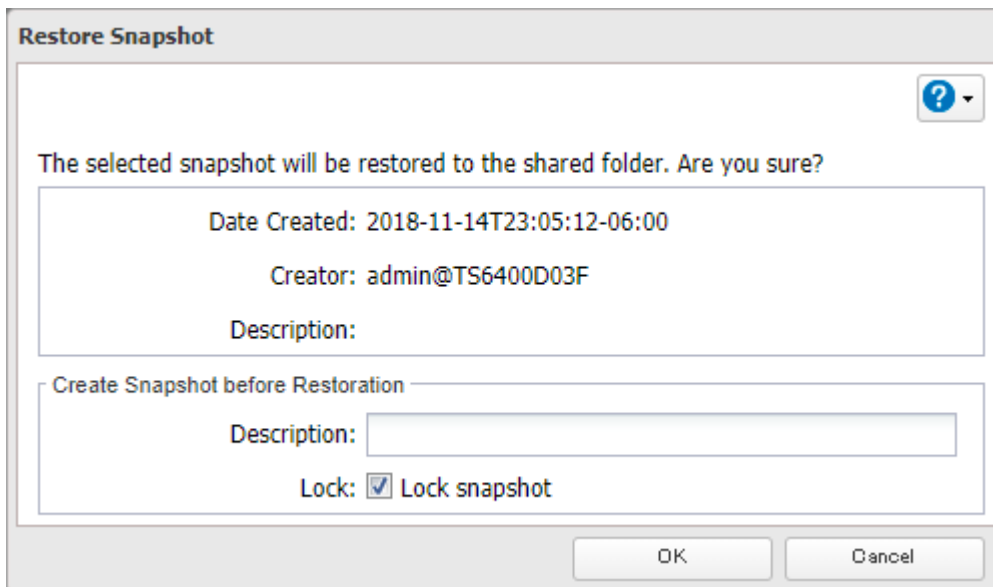 Restore Snapshot
?
The selected snapshot will be restored to the shared folder. Are you sure?
Date Created: 2018-11-14T23:05:12-06:00
Creator: admin@TS6400D03F
Description:
Create Snapshot before Restoration
Description:
Lock: Lock snapshot
OK Cancel